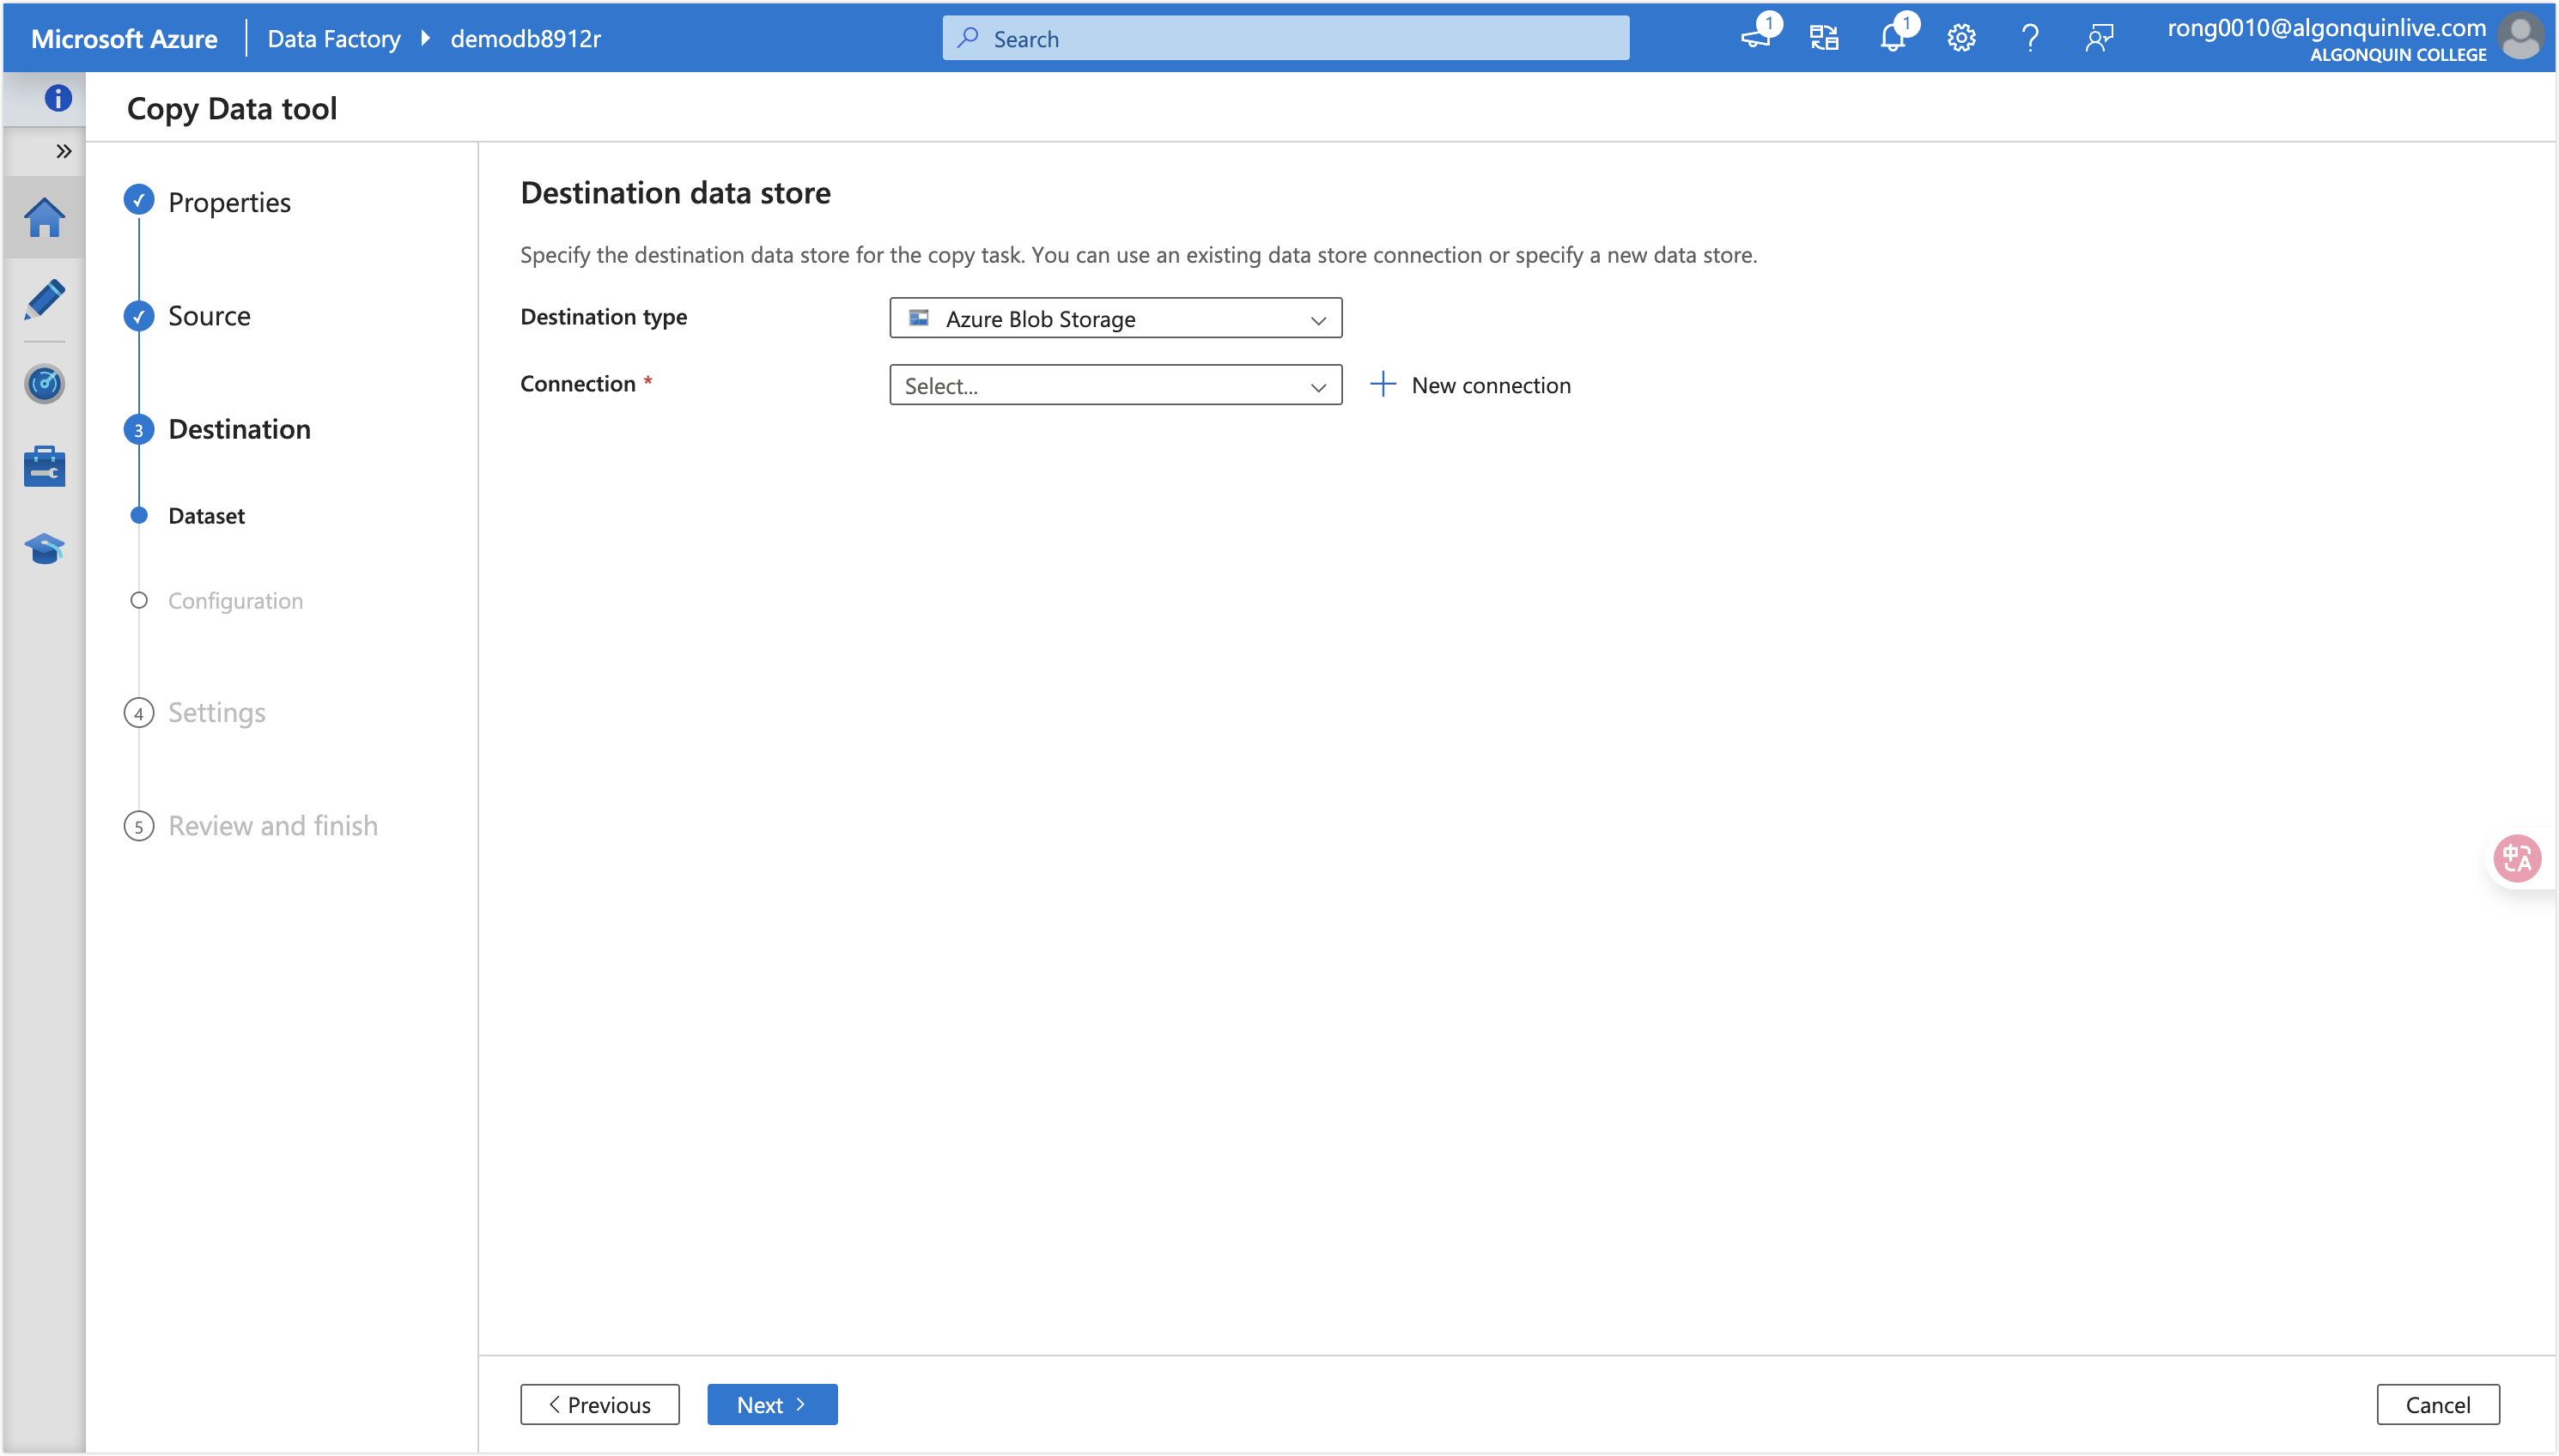 Microsoft Azure
Data Factory
demodb8912r
Search
1
1
rong0010@algonquinlive.com
ALGONQUIN COLLEGE
Copy Data tool
Properties
Source
3
Destination
Dataset
Configuration
4
Settings
5
Review and finish
Destination data store
Specify the destination data store for the copy task. You can use an existing data store connection or specify a new data store.
Destination type
Azure Blob Storage
Connection *
Select...
New connection
中A
Previous
Next
Cancel